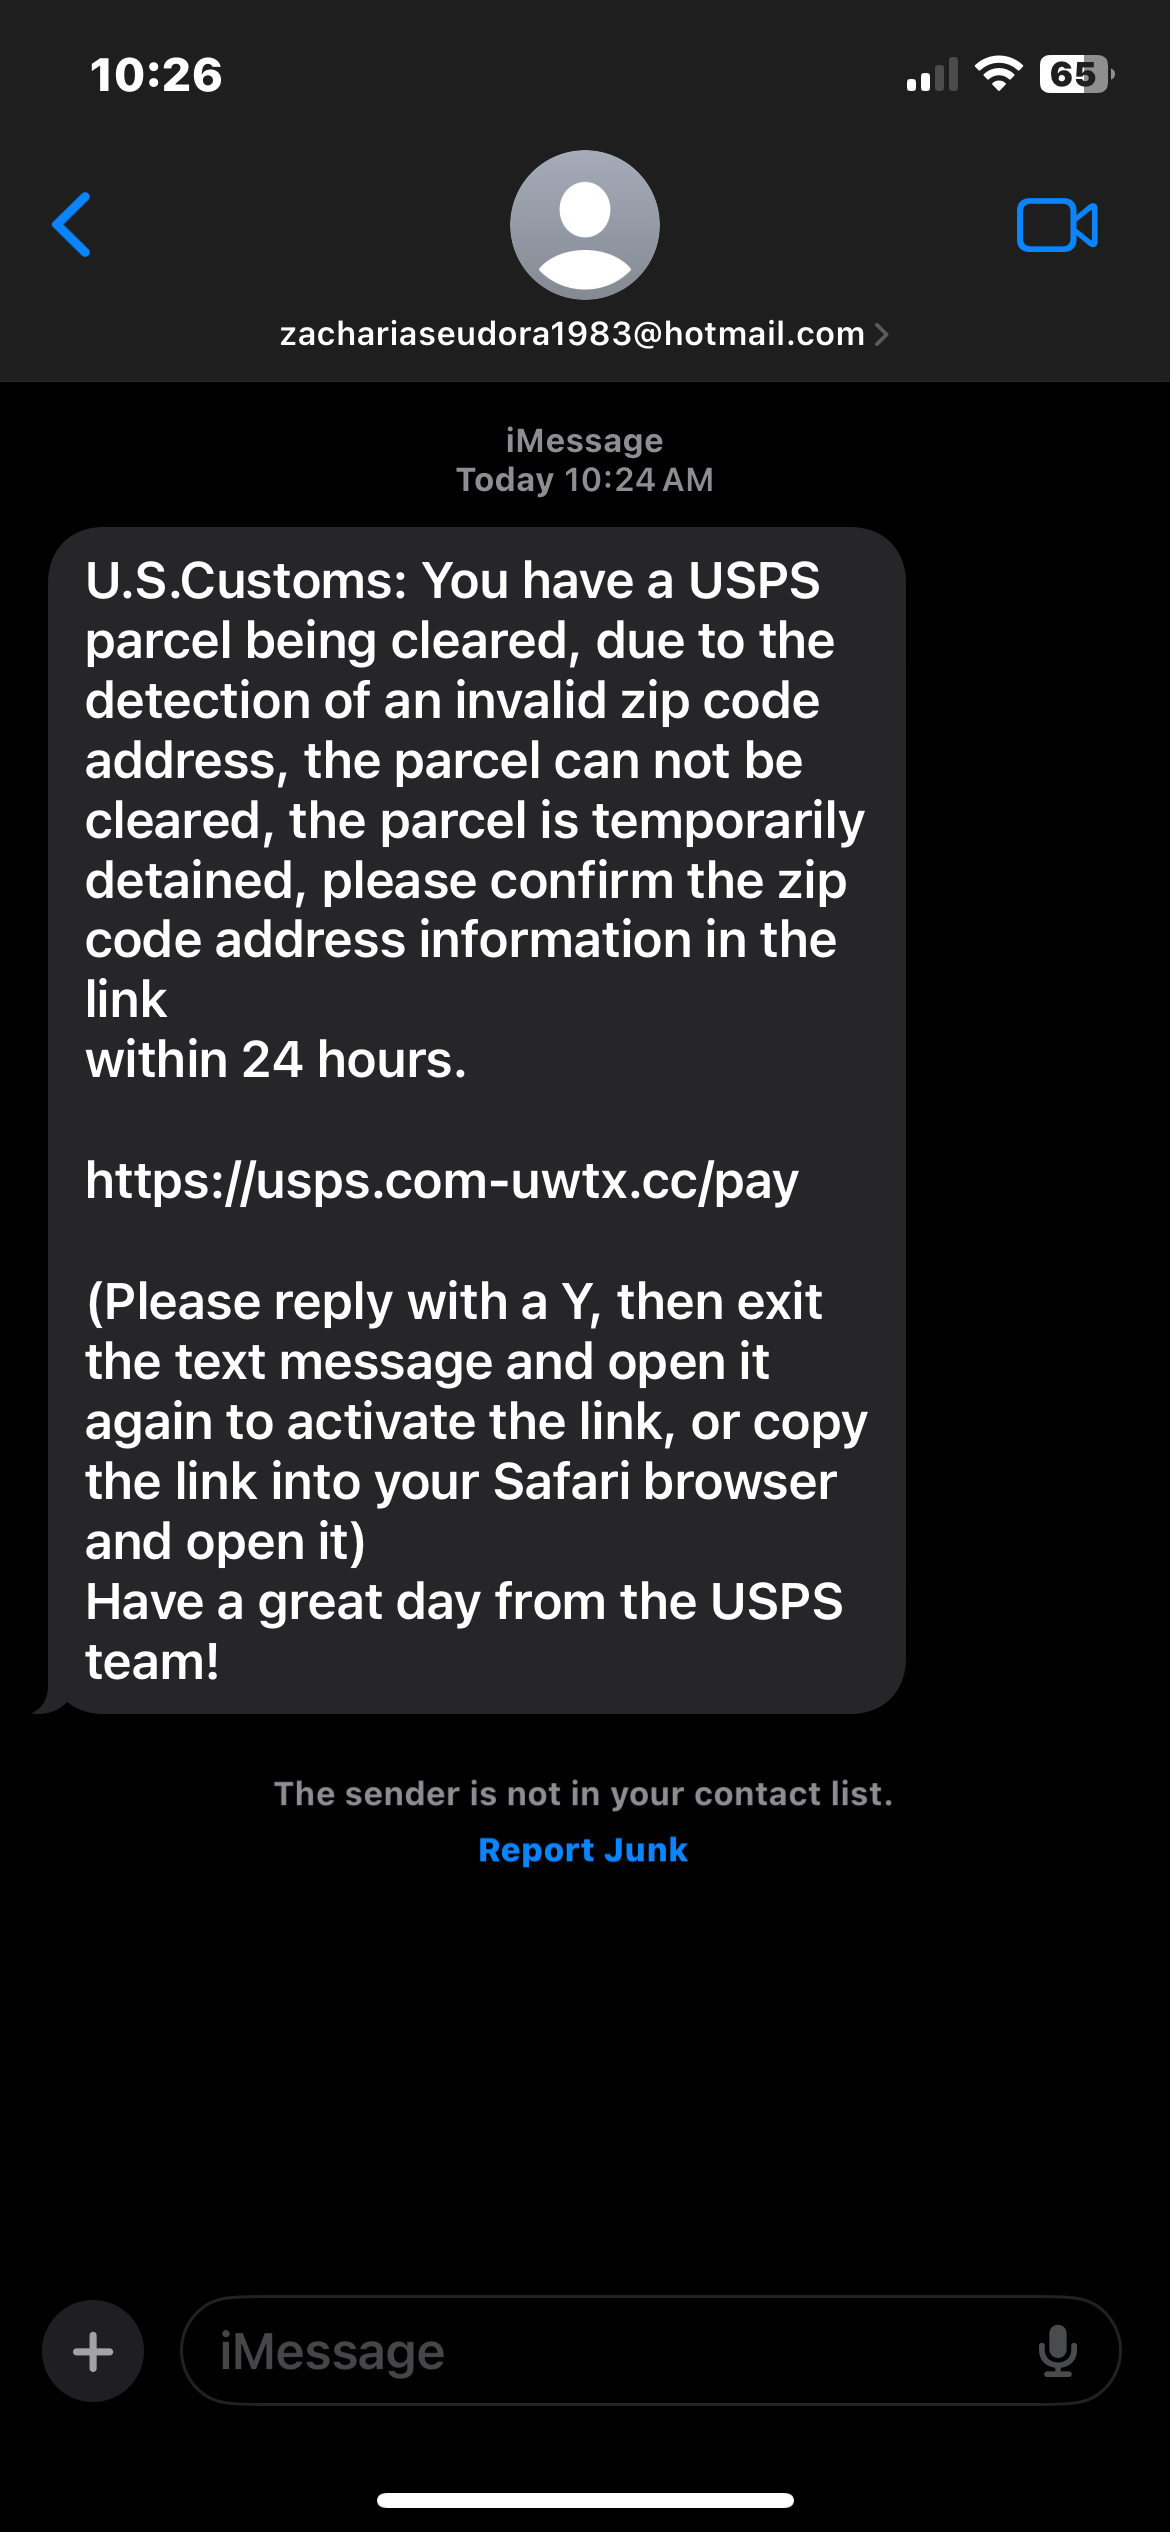 10:26
65
zachariaseudora1983@hotmail.com
iMessage
Today 10:24 AM
U.S.Customs: You have a USPS
parcel being cleared, due to the
detection of an invalid zip code
address, the parcel can not be
cleared, the parcel is temporarily
detained, please confirm the zip
code address information in the
link
within 24 hours.
https://usps.com-uwtx.cc/pay
(Please reply with a Y, then exit
the text message and open it
again to activate the link, or copy
the link into your Safari browser
and open it)
Have a great day from the USPS
team!
The sender is not in your contact list.
Report Junk
iMessage